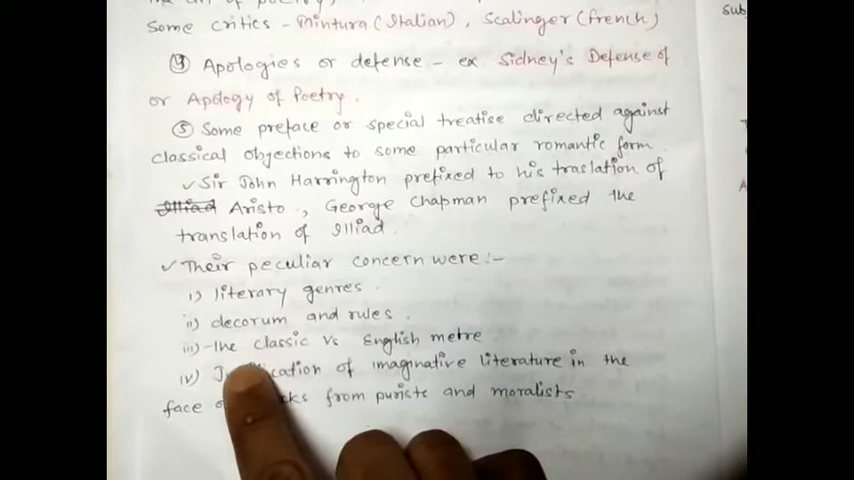 Some critics - Mintura (Italian), Scalinger (french)
④ Apologies or defense - ex Sidney's Defense of
or Apology of Poetry.
⑤ Some preface or special treatise directed against
classical objections to some particular romantic form
✓ Sir John Harrington prefixed to his traslation of
Aristo, George Chapman prefixed the
translation of Illiad.
✓ Their peculiar concern were:-
i) literary genres.
ii) decorum and rules.
iii) - the classic vs English metre
iv) of imaginative literature in the
face from purists and moralists
Sub